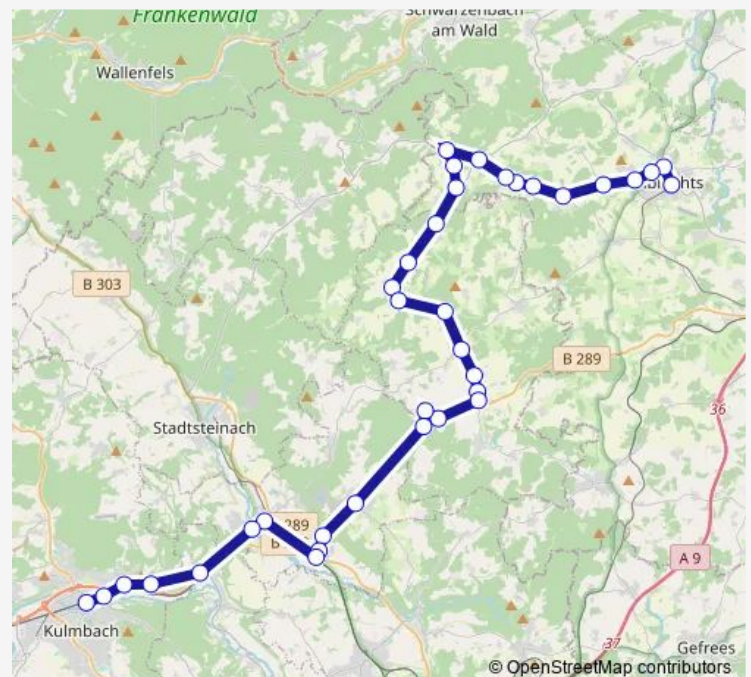 Frankenwald
Schwarzenbach
am Wald
Wallenfels
B 303
B 289
36
Stadtsteinach
289
B
A 9
Kulmbach
37
Gefrees
© OpenStreetMap contributors